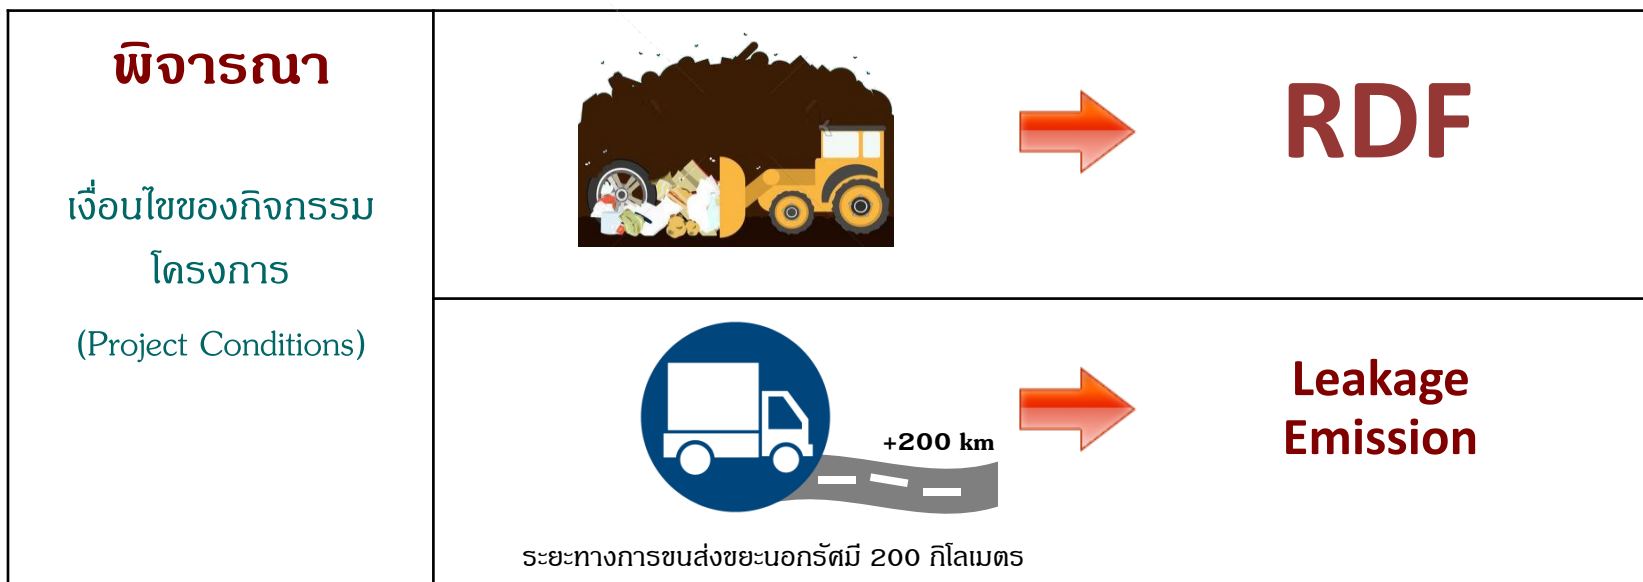 พิจารณา
เงื่อนไขของกิจกรรม
โครงการ
(Project Conditions)
RDF
+200 km
ระยะทางการขนส่งขยะนอกรัศมี 200 กิโลเมตร
Leakage
Emission